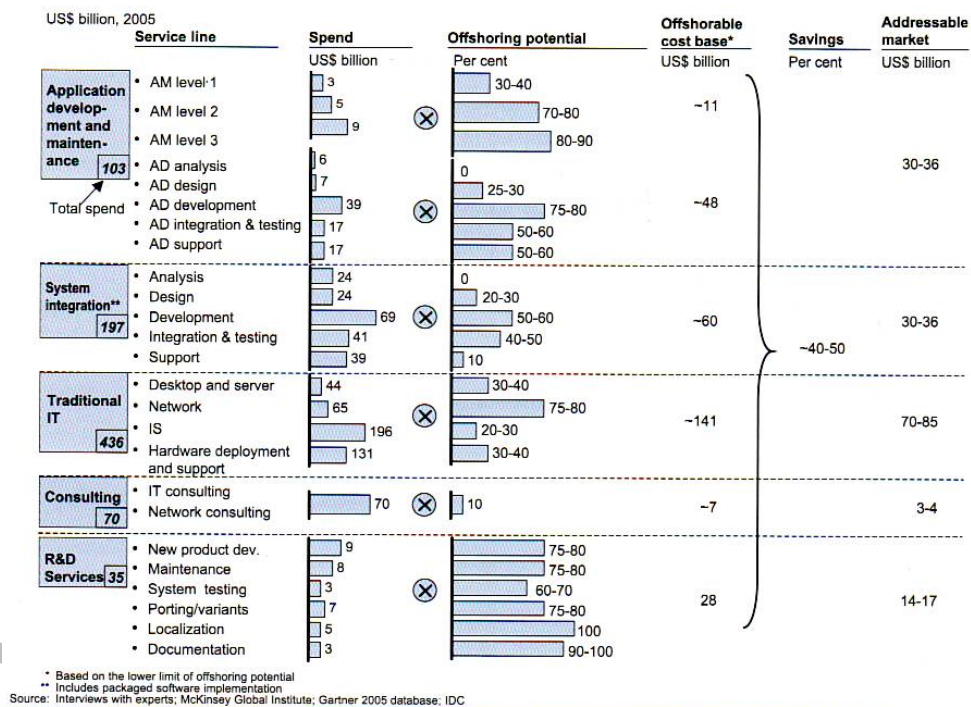 US$ billion, 2005
Service line
Spend
US$ billion
Offshoring potential
Per cent
Offshorable
cost base*
US$ billion
Savings
Per cent
Addressable
market
US$ billion
Application
develop-
ment and
mainten-
ance
103
Total spend
• AM level 1
3
30-40
• AM level 2
5
70-80
• AM level 3
9
80-90
~11
• AD analysis
6
0
• AD design
7
25-30
• AD development
39
75-80
• AD integration & testing
17
50-60
• AD support
17
50-60
~48
30-36
System
integration**
197
• Analysis
24
0
• Design
24
20-30
• Development
69
50-60
• Integration & testing
41
40-50
• Support
39
10
~60
~40-50
30-36
Traditional
IT
436
• Desktop and server
44
30-40
• Network
65
75-80
• IS
196
20-30
• Hardware deployment
and support
131
30-40
~141
70-85
Consulting
70
• IT consulting
• Network consulting
70
10
~7
3-4
R&D
Services
35
• New product dev.
9
75-80
• Maintenance
8
75-80
• System testing
3
60-70
• Porting/variants
7
75-80
• Localization
5
100
• Documentation
3
90-100
28
14-17
* Based on the lower limit of offshoring potential
** Includes packaged software implementation
Source: Interviews with experts; McKinsey Global Institute; Gartner 2005 database; IDC